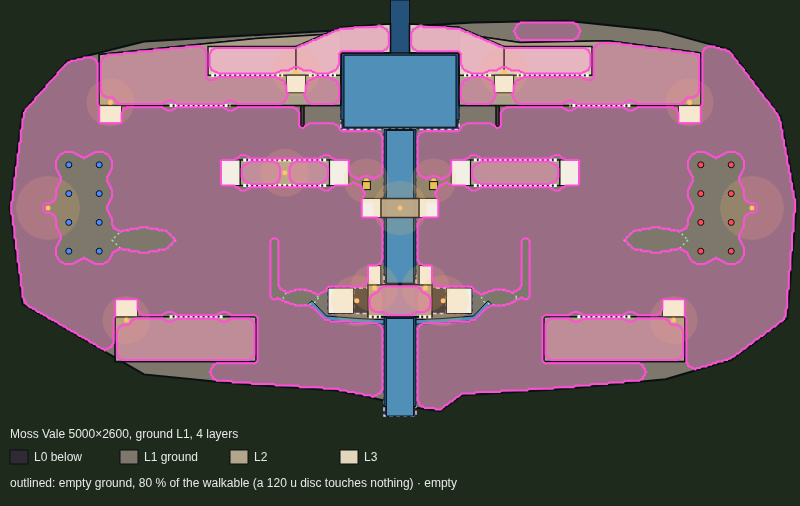 Moss Vale 5000×2600, ground L1, 4 layers
L0 below L1 ground L2 L3
outlined: empty ground, 80 % of the walkable (a 120 u disc touches nothing) · empty